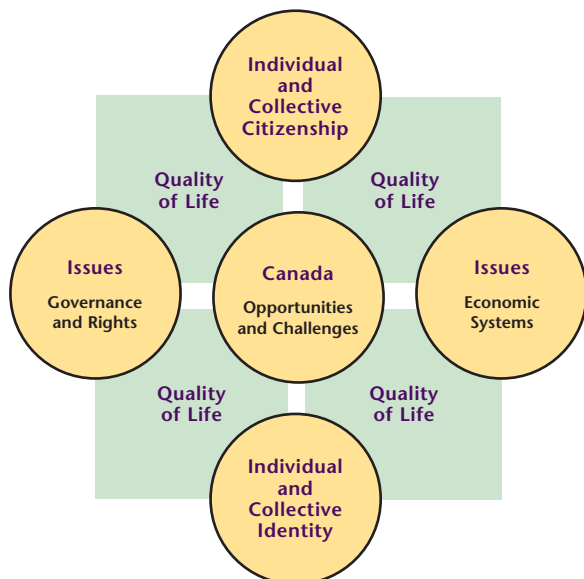 Individual
and
Collective
Citizenship
Quality
of Life
Quality
of Life
Issues
Governance
and Rights
Canada
Opportunities
and Challenges
Issues
Economic
Systems
Quality
of Life
Quality
of Life
Individual
and
Collective
Identity